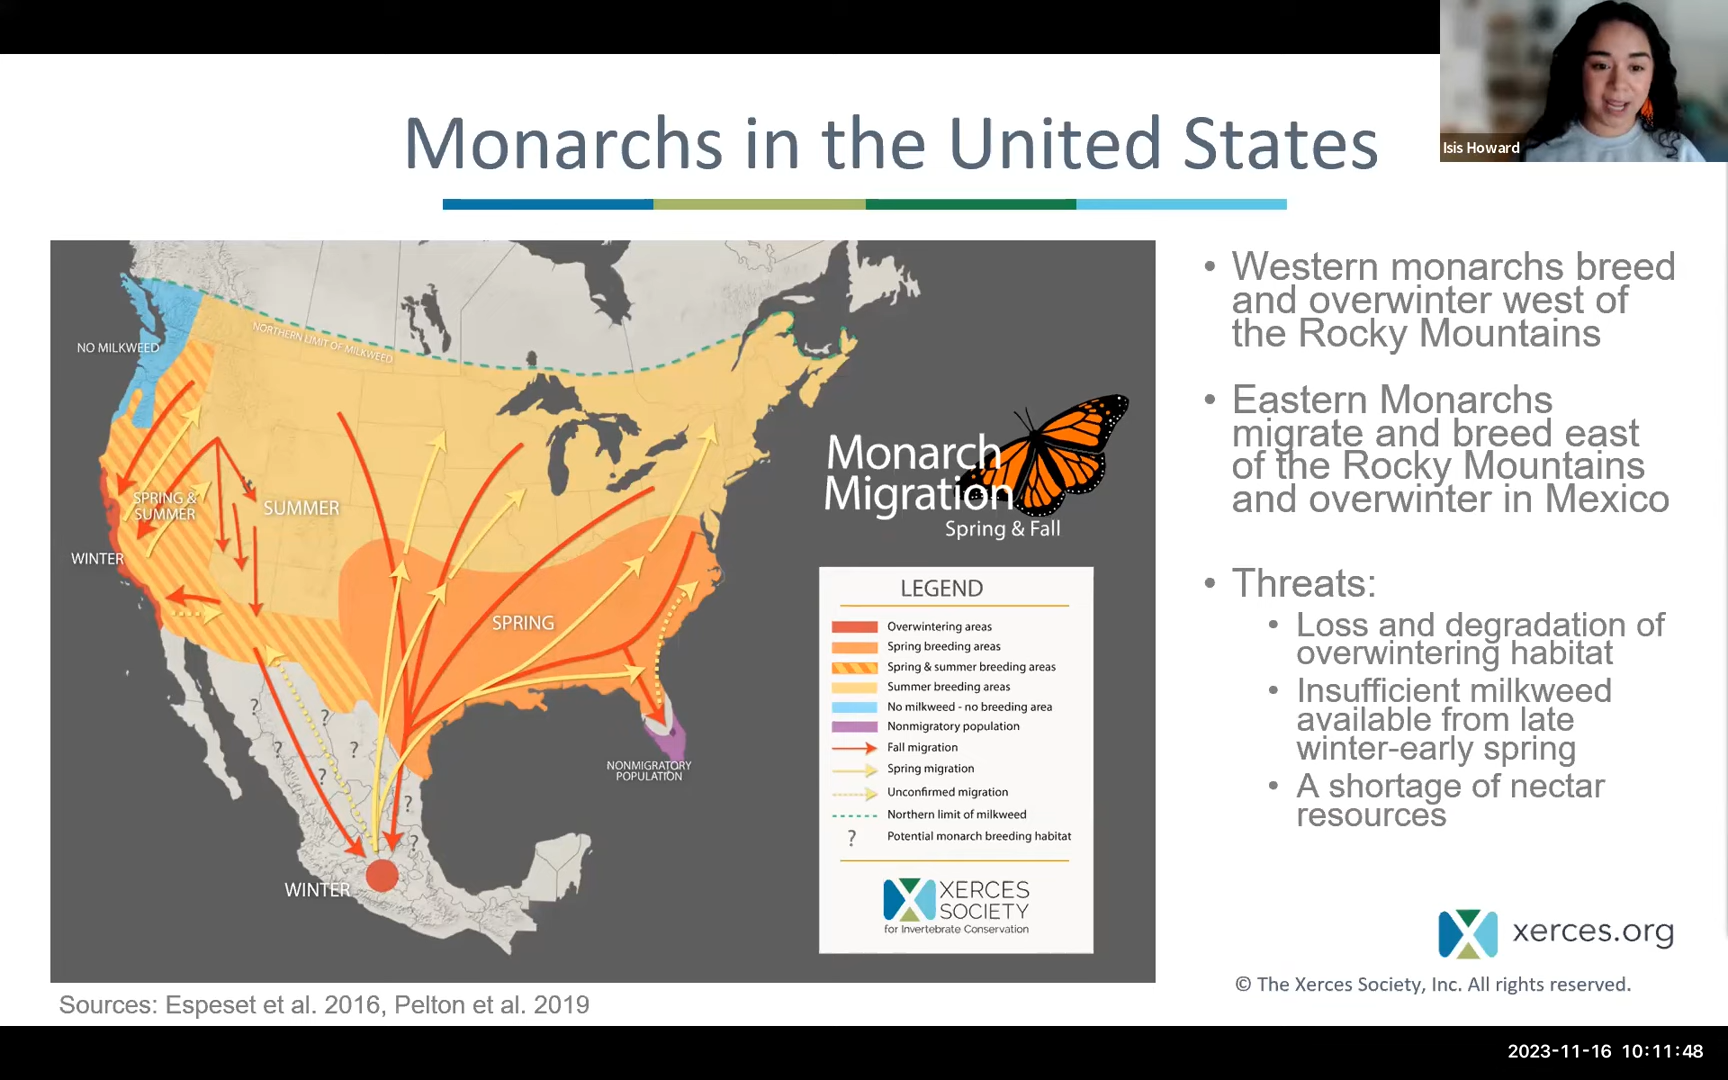 Isis Howard
Monarchs in the United States
NO MILKWEED
NORTHERN LIMIT OF MILKWEED
SPRING &
SUMMER
SUMMER
WINTER
SPRING
NONMIGRATORY
POPULATION
WINTER
?
?
?
?
?
?
?
Monarch
Migration
Spring & Fall
LEGEND
Overwintering areas
Spring breeding areas
Spring & summer breeding areas
Summer breeding areas
No milkweed - no breeding area
Nonmigratory population
Fall migration
Spring migration
Unconfirmed migration
Northern limit of milkweed
? Potential monarch breeding habitat
XERCES
SOCIETY
for Invertebrate Conservation
• Western monarchs breed
and overwinter west of
the Rocky Mountains
• Eastern Monarchs
migrate and breed east
of the Rocky Mountains
and overwinter in Mexico
• Threats:
• Loss and degradation of
overwintering habitat
• Insufficient milkweed
available from late
winter-early spring
• A shortage of nectar
resources
xerces.org
© The Xerces Society, Inc. All rights reserved.
Sources: Espeset et al. 2016, Pelton et al. 2019
2023-11-16 10:11:48